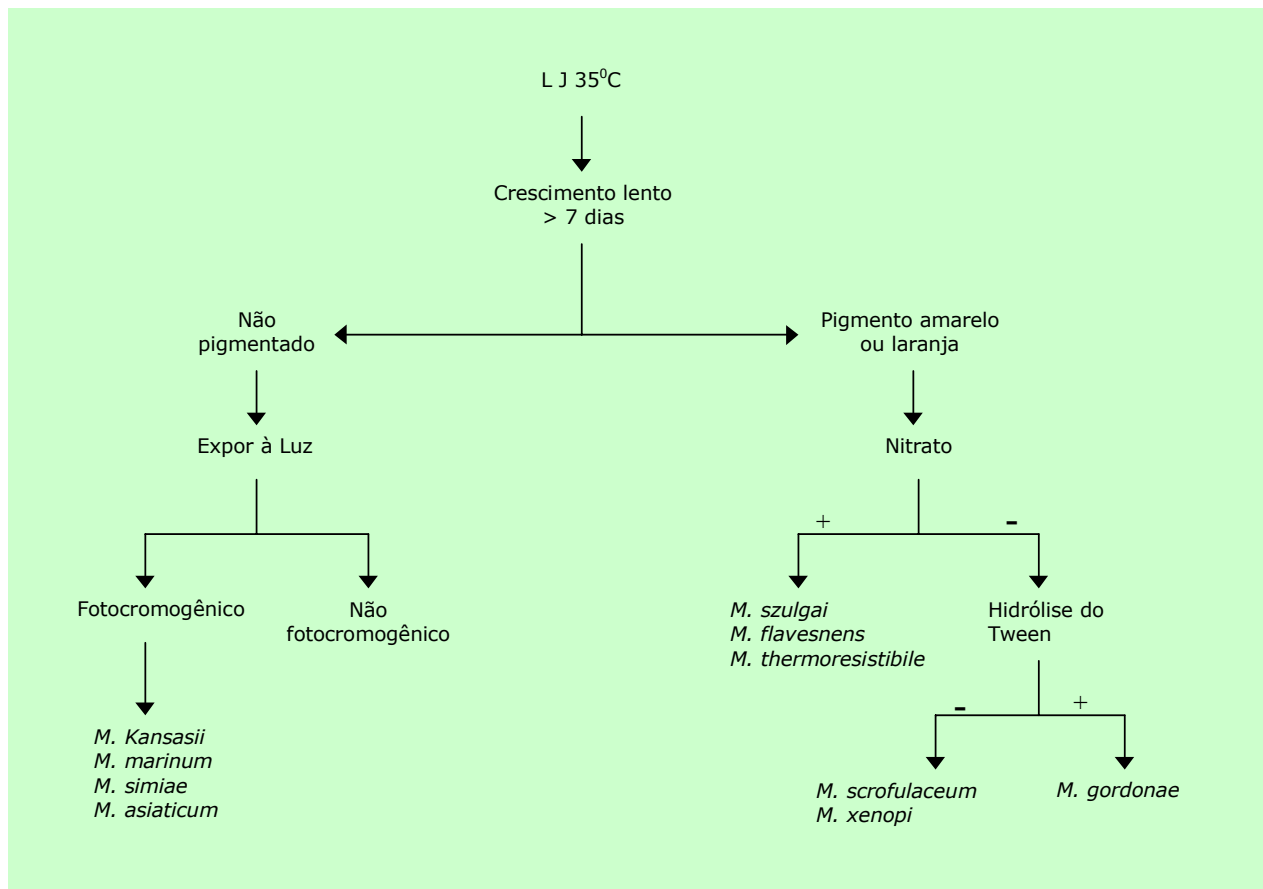 L J 35⁰C
Crescimento lento
> 7 dias
Não
pigmentado
Pigmento amarelo
ou laranja
Expor à Luz
Nitrato
+
-
Fotocromogênico
Não
fotocromogênico
M. szulgai
M. flavesnens
M. thermoresistibile
Hidrólise do
Tween
-
+
M. Kansasii
M. marinum
M. simiae
M. asiaticum
M. scrofulaceum
M. xenopi
M. gordonae